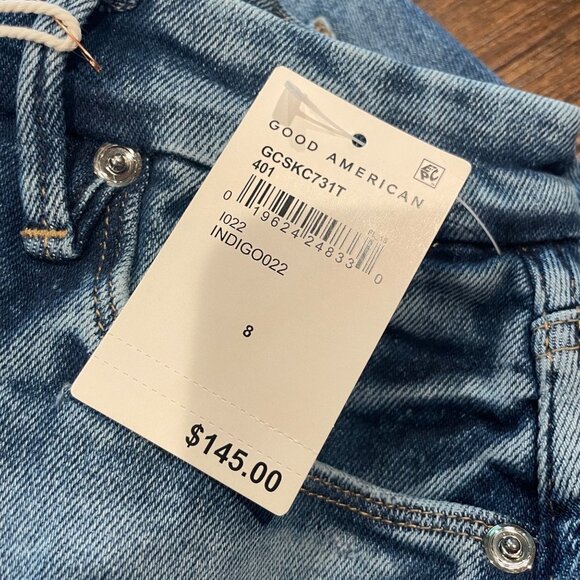 GOOD AMERICAN
GCSKC731T
401
0 19624 24833 0
I022
INDIGO022
8
$145.00